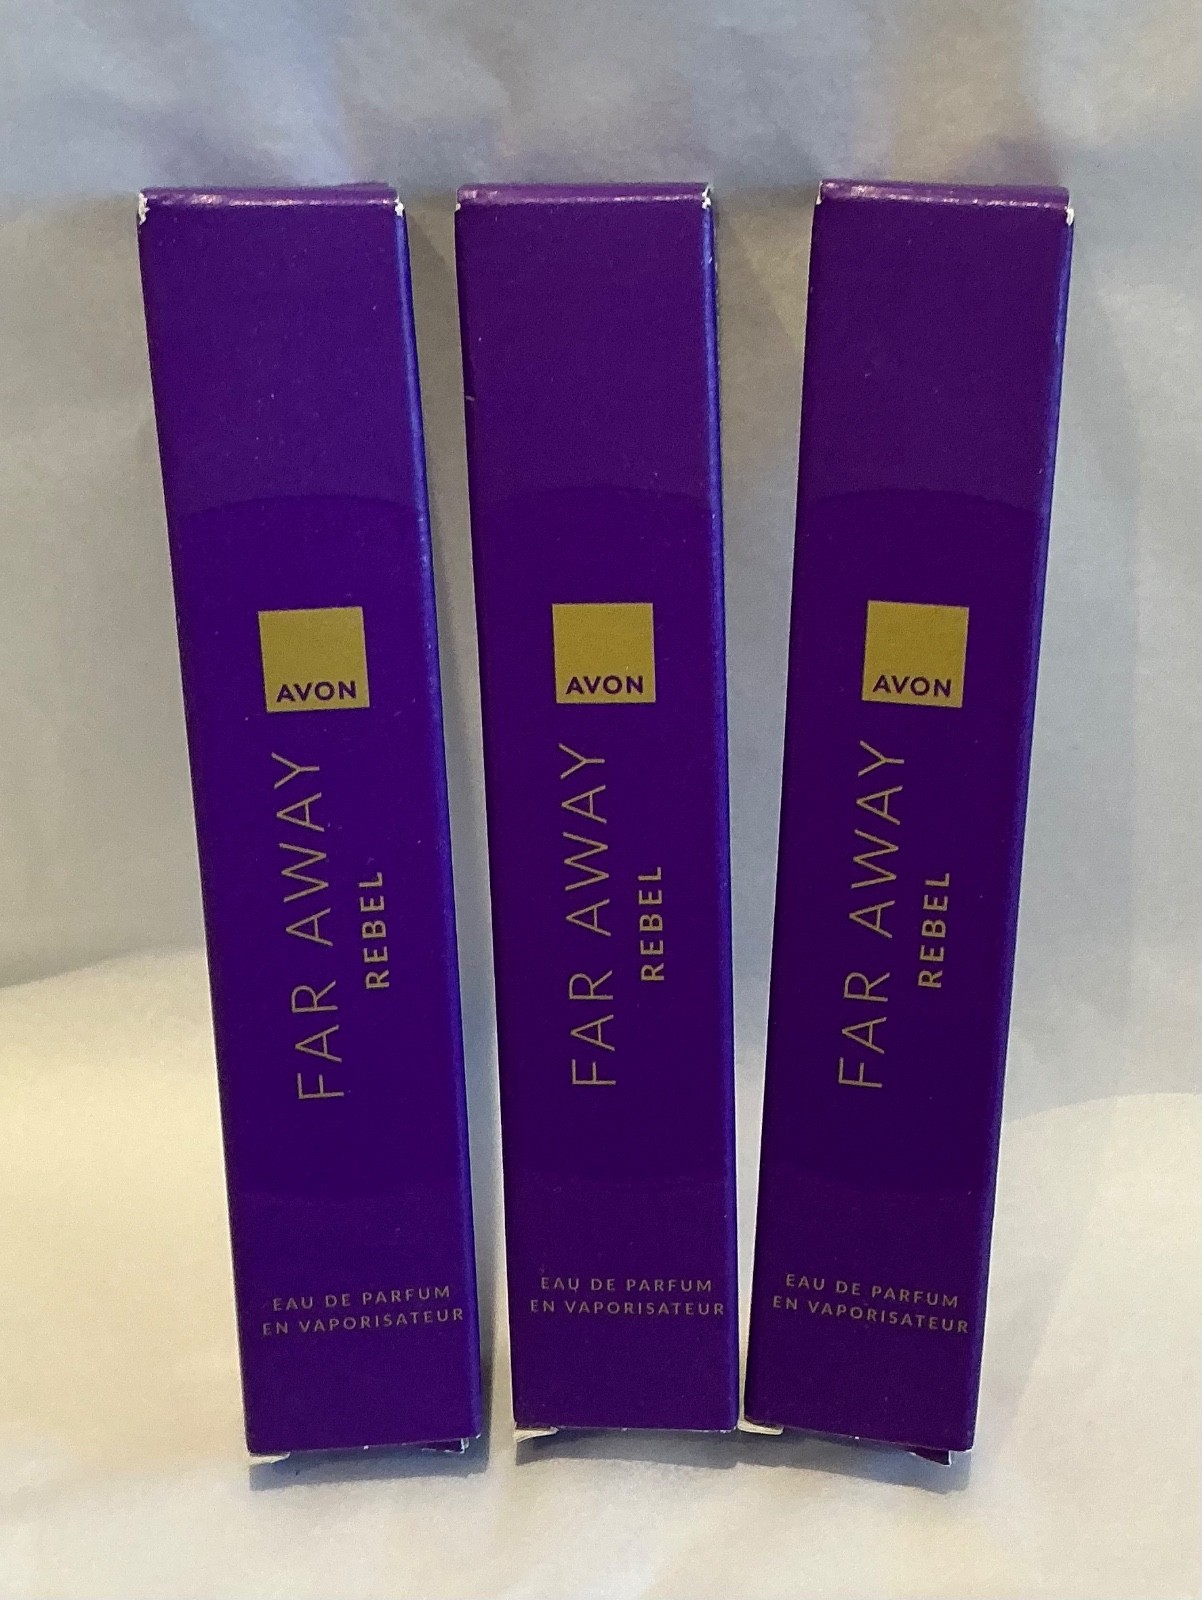 AVON
FAR AWAY
REBEL
EAU DE PARFUM
EN VAPORISATEUR
AVON
FAR AWAY
REBEL
EAU DE PARFUM
EN VAPORISATEUR
AVON
FAR AWAY
REBEL
EAU DE PARFUM
EN VAPORISATEUR